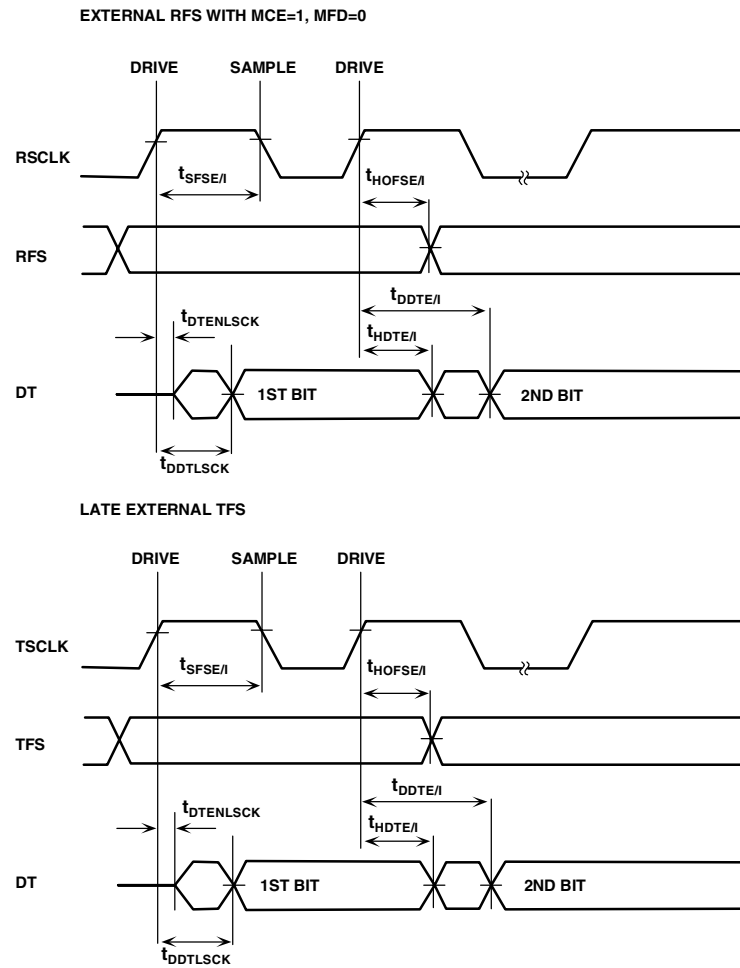 EXTERNAL RFS WITH MCE=1, MFD=0
DRIVE SAMPLE DRIVE
RSCLK
tSFSE/I
tHOFSE/I
RFS
tDDTE/I
tDTENLSCK
tHDTE/I
DT
1ST BIT
2ND BIT
tDDTLSCK
LATE EXTERNAL TFS
DRIVE SAMPLE DRIVE
TSCLK
tSFSE/I
tHOFSE/I
TFS
tDDTE/I
tDTENLSCK
tHDTE/I
DT
1ST BIT
2ND BIT
tDDTLSCK